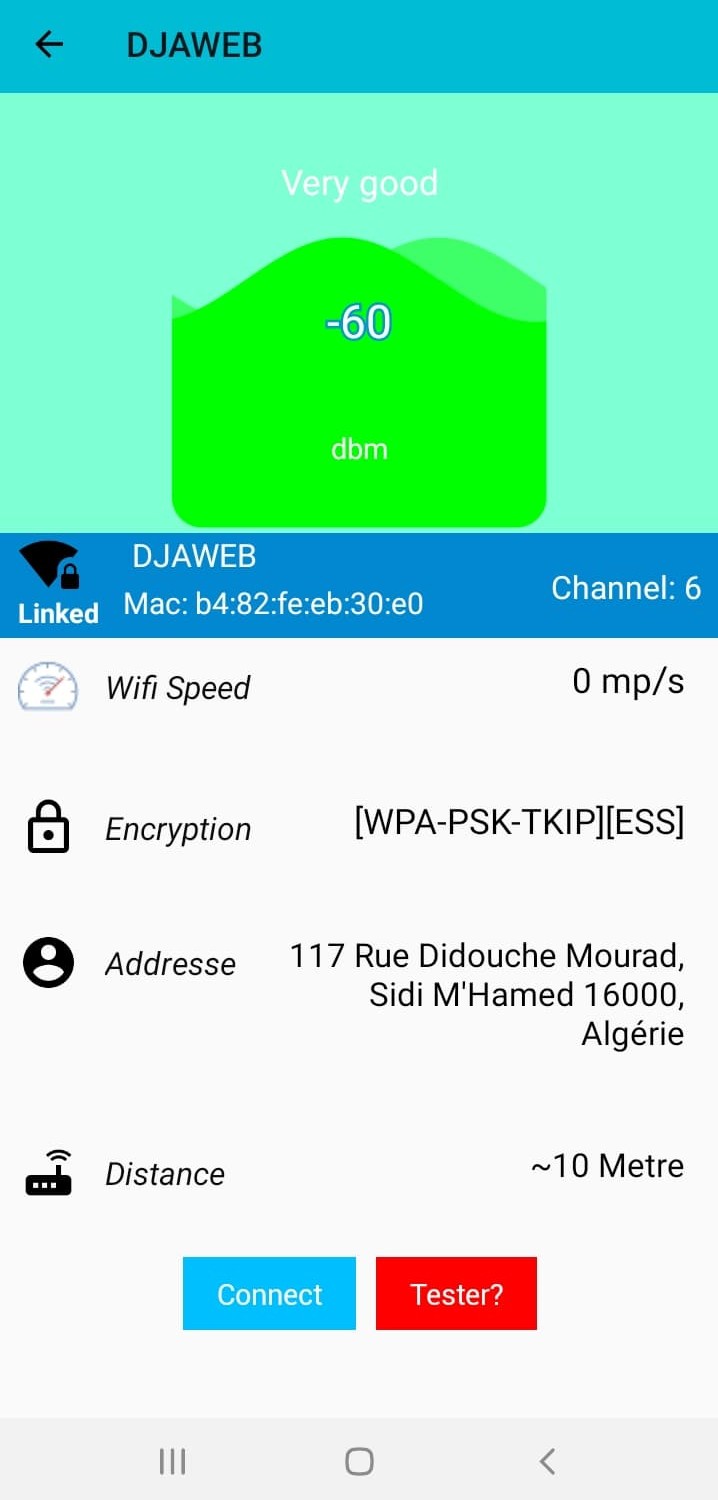 DJAWEB
Very good
-60
dbm
DJAWEB
Linked
Mac: b4:82:fe:eb:30:e0
Channel: 6
Wifi Speed
0 mp/s
Encryption
[WPA-PSK-TKIP][ESS]
Addresse
117 Rue Didouche Mourad,
Sidi M'Hamed 16000,
Algérie
Distance
~10 Metre
Connect
Tester?